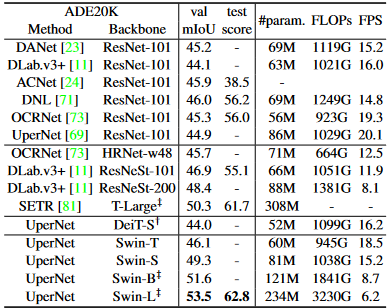 ADE20K val test #param. FLOPs FPS
Method Backbone mIoU score
DANet [23] ResNet-101 45.2 - 69M 1119G 15.2
DLab.v3+ [11] ResNet-101 44.1 - 63M 1021G 16.0
ACNet [24] ResNet-101 45.9 38.5 -
DNL [71] ResNet-101 46.0 56.2 69M 1249G 14.8
OCRNet [73] ResNet-101 45.3 56.0 56M 923G 19.3
UperNet [69] ResNet-101 44.9 - 86M 1029G 20.1
OCRNet [73] HRNet-w48 45.7 - 71M 664G 12.5
DLab.v3+ [11] ResNeSt-101 46.9 55.1 66M 1051G 11.9
DLab.v3+ [11] ResNeSt-200 48.4 - 88M 1381G 8.1
SETR [81] T-Large‡ 50.3 61.7 308M - -
UperNet DeiT-S† 44.0 - 52M 1099G 16.2
UperNet Swin-T 46.1 - 60M 945G 18.5
UperNet Swin-S 49.3 - 81M 1038G 15.2
UperNet Swin-B‡ 51.6 - 121M 1841G 8.7
UperNet Swin-L‡ 53.5 62.8 234M 3230G 6.2